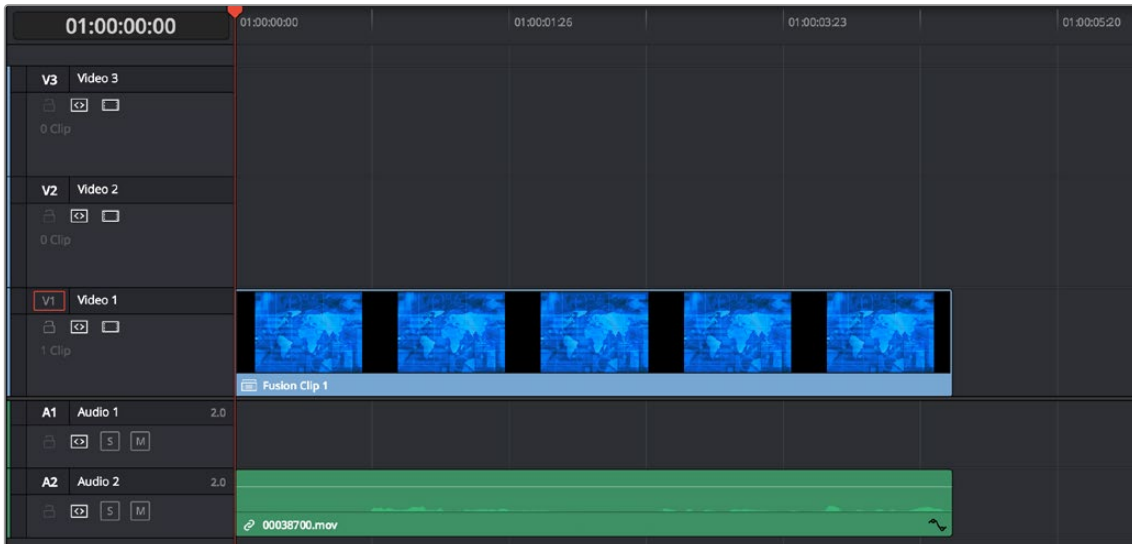 01:00:00:00
01:00:00:00 01:00:01:26 01:00:03:23 01:00:05:20
V3 Video 3
0 Clip
V2 Video 2
0 Clip
V1 Video 1
1 Clip
Fusion Clip 1
A1 Audio 1 2.0
S M
A2 Audio 2 2.0
S M
00038700.mov